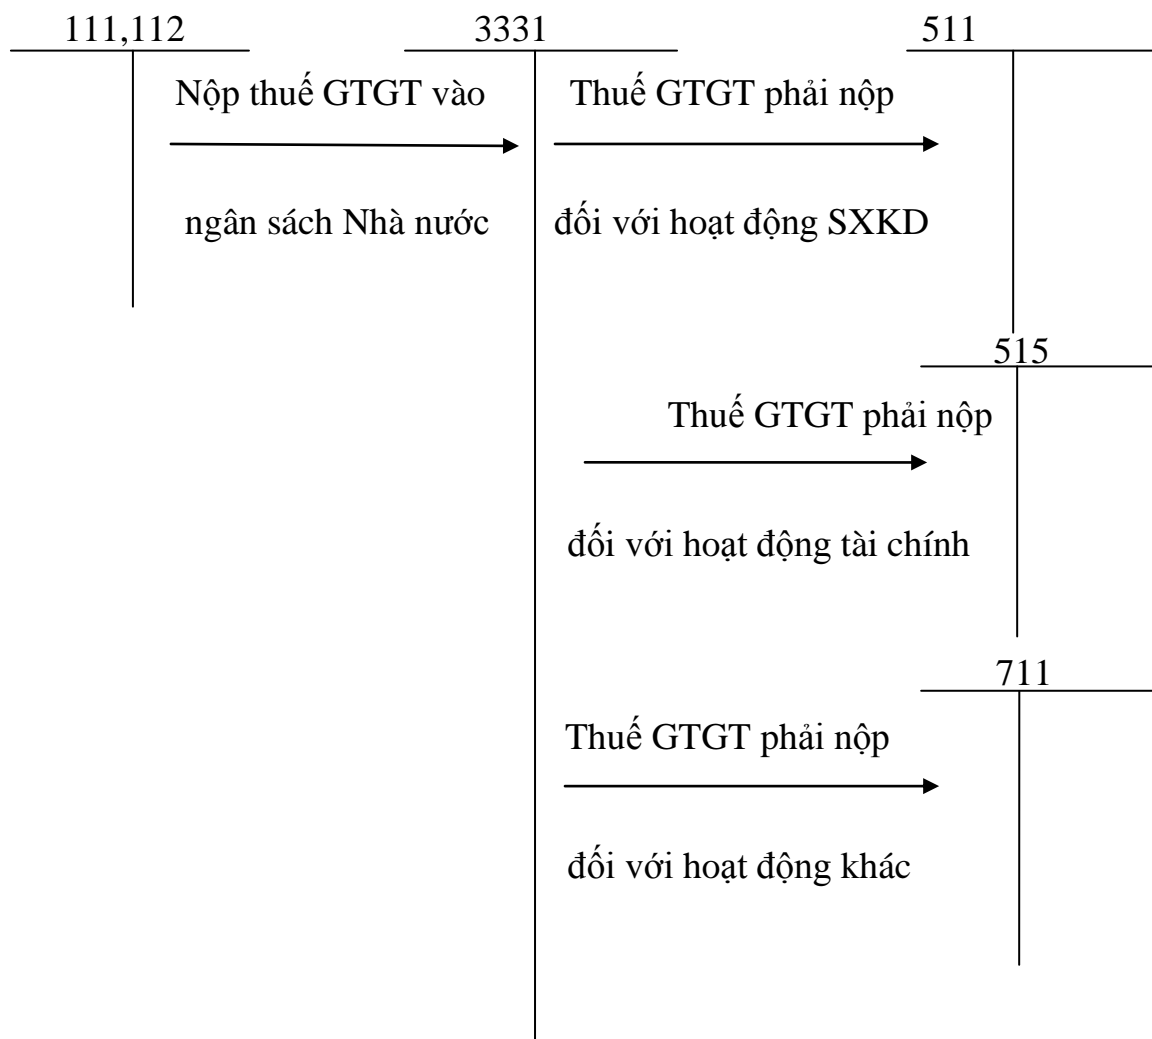 111,112
3331
511
Nộp thuế GTGT vào
ngân sách Nhà nước
Thuế GTGT phải nộp
đối với hoạt động SXKD
515
Thuế GTGT phải nộp
đối với hoạt động tài chính
711
Thuế GTGT phải nộp
đối với hoạt động khác